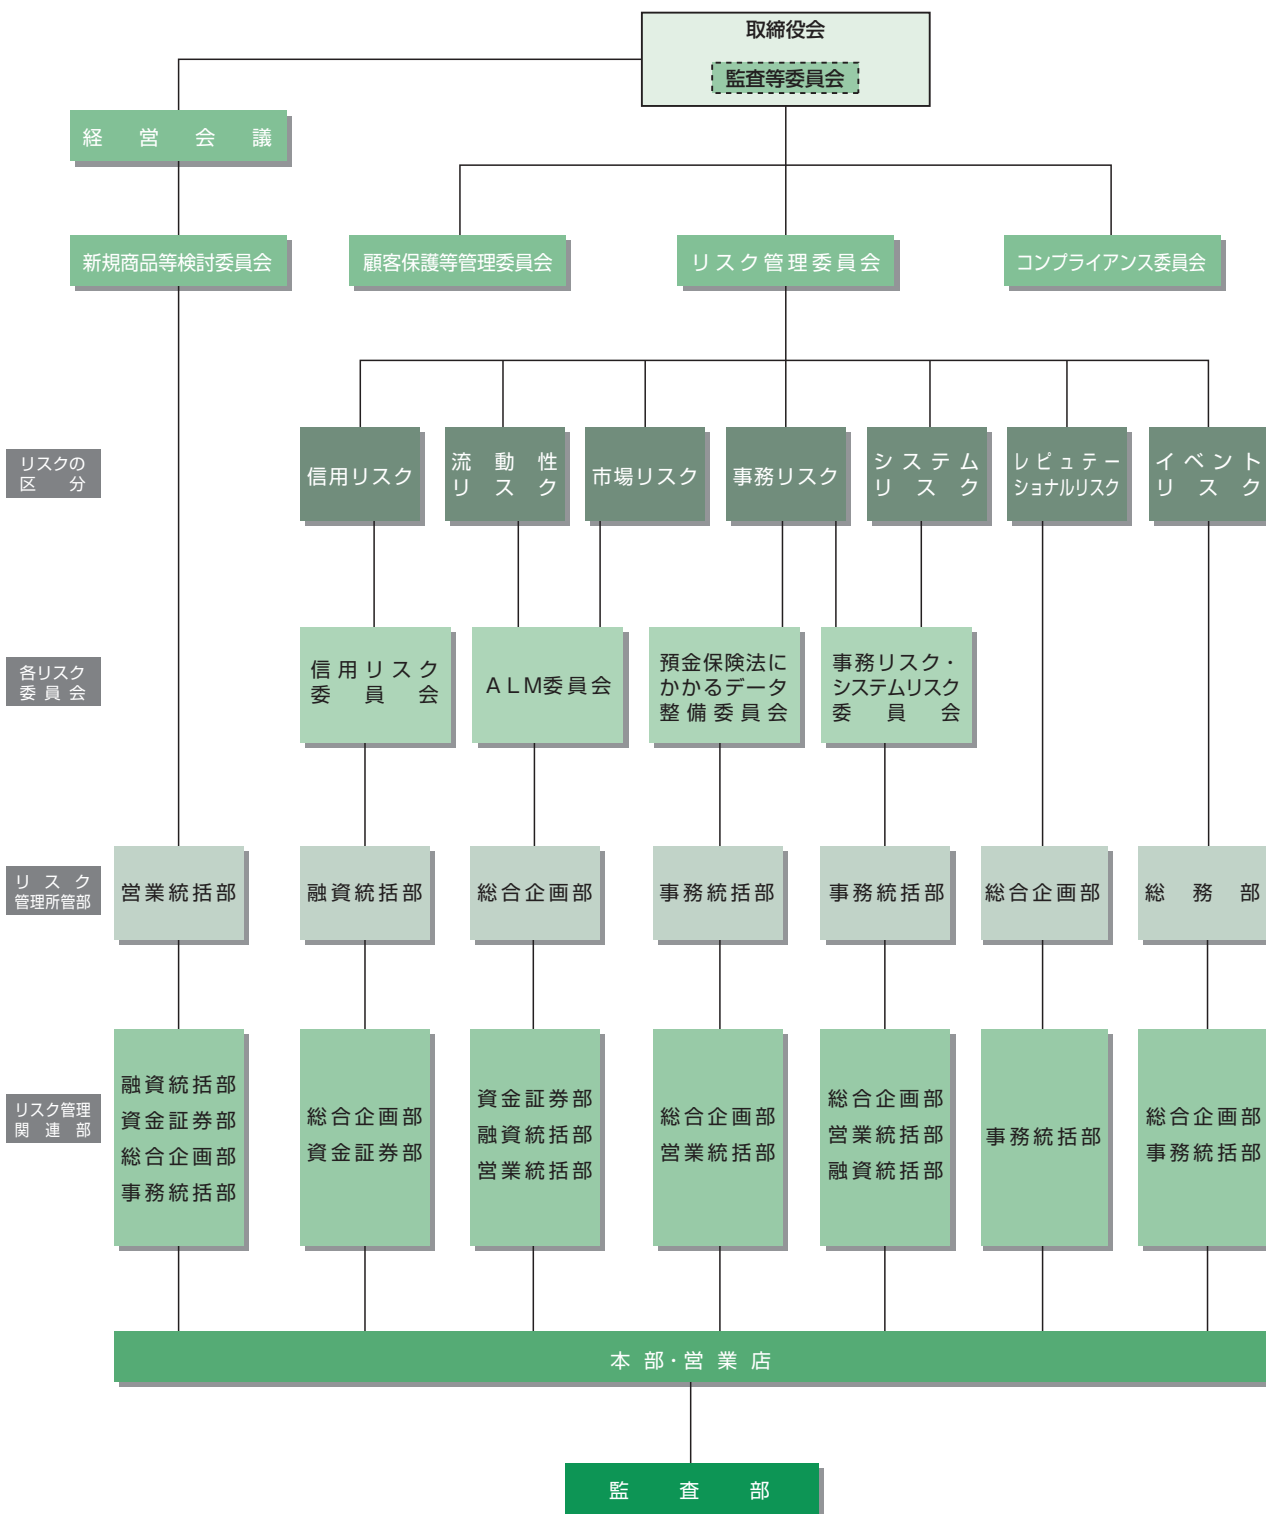 取締役会
監査等委員会
経営会議
新規商品等検討委員会
顧客保護等管理委員会
リスク管理委員会
コンプライアンス委員会
リスクの
区分
信用リスク
流動性
リスク
市場リスク
事務リスク
システム
リスク
レピュテー
ショナルリスク
イベント
リスク
各リスク
委員会
信用リスク
委員会
ALM委員会
預金保険法に
かかるデータ
整備委員会
事務リスク・
システムリスク
委員会
リスク
管理所管部
営業統括部
融資統括部
総合企画部
事務統括部
事務統括部
総合企画部
総務部
リスク管理
関連部
融資統括部
資金証券部
総合企画部
事務統括部
総合企画部
資金証券部
資金証券部
融資統括部
営業統括部
総合企画部
営業統括部
総合企画部
営業統括部
融資統括部
事務統括部
総合企画部
事務統括部
本部・営業店
監査部